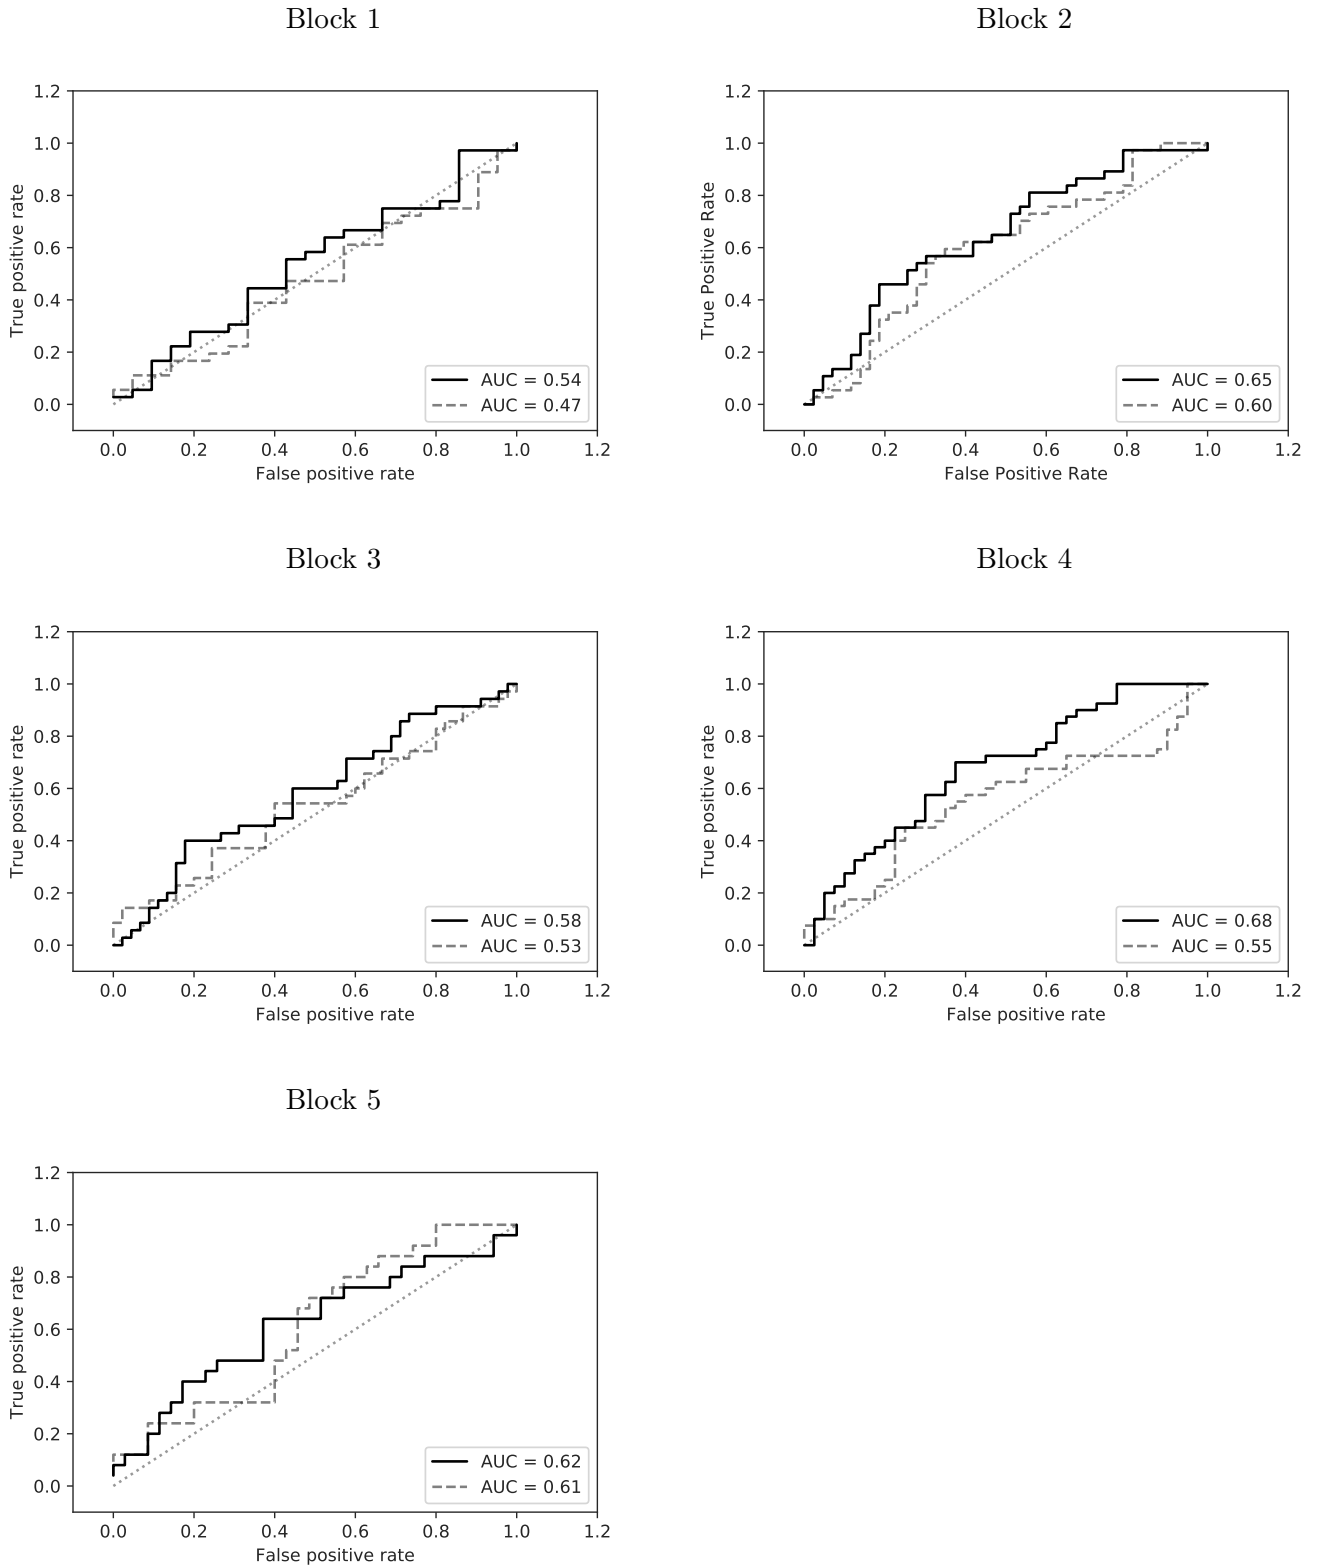 Block 1
1.2
1.0
0.8
0.6
0.4
0.2
0.0
True positive rate
AUC = 0.54
AUC = 0.47
0.0 0.2 0.4 0.6 0.8 1.0 1.2
False positive rate
Block 2
1.2
1.0
0.8
0.6
0.4
0.2
0.0
True Positive Rate
AUC = 0.65
AUC = 0.60
0.0 0.2 0.4 0.6 0.8 1.0 1.2
False Positive Rate
Block 3
1.2
1.0
0.8
0.6
0.4
0.2
0.0
True positive rate
AUC = 0.58
AUC = 0.53
0.0 0.2 0.4 0.6 0.8 1.0 1.2
False positive rate
Block 4
1.2
1.0
0.8
0.6
0.4
0.2
0.0
True positive rate
AUC = 0.68
AUC = 0.55
0.0 0.2 0.4 0.6 0.8 1.0 1.2
False positive rate
Block 5
1.2
1.0
0.8
0.6
0.4
0.2
0.0
True positive rate
AUC = 0.62
AUC = 0.61
0.0 0.2 0.4 0.6 0.8 1.0 1.2
False positive rate